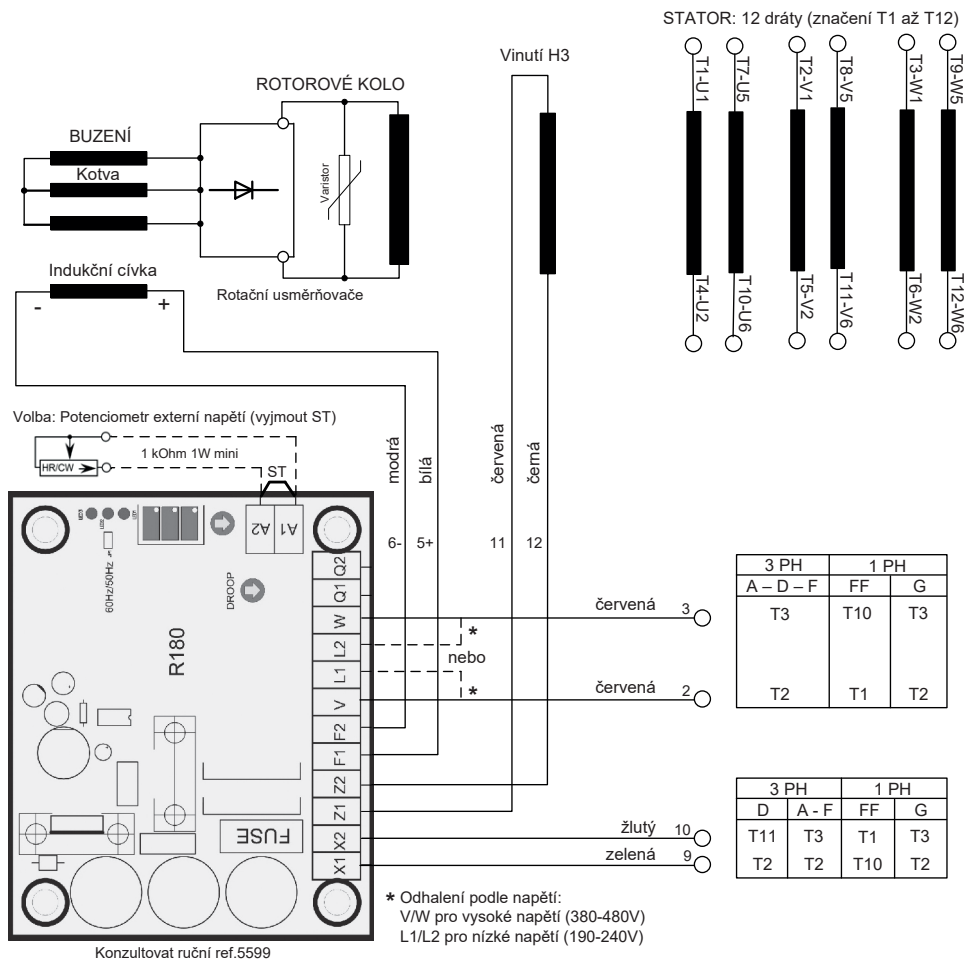 STATOR: 12 dráty (značení T1 až T12)
Vinutí H3
T1-U1
T7-U5
T2-V1
T8-V5
T3-W1
T9-W5
T4-U2
T10-U6
T5-V2
T11-V6
T6-W2
T12-W6
ROTOROVÉ KOLO
BUZENÍ
Kotva
Varistor
Indukční cívka
- +
Rotační usměrňovače
Volba: Potenciometr externí napětí (vyjmout ST)
HR/CW
1 kOhm 1W mini
ST
modrá
bílá
červená
černá
6-
5+
11
12
A2
A1
60Hz/50Hz
DROOP
R180
FUSE
Q2
Q1
W
L2
L1
V
F2
F1
Z2
Z1
X2
X1
červená 3
*
nebo
*
červená 2
žlutý 10
zelená 9
3 PH 1 PH
A – D – F FF G
T3 T10 T3
T2 T1 T2
3 PH 1 PH
D A - F FF G
T11 T3 T1 T3
T2 T2 T10 T2
* Odhalení podle napětí:
V/W pro vysoké napětí (380-480V)
L1/L2 pro nízké napětí (190-240V)
Konzultovat ruční ref.5599